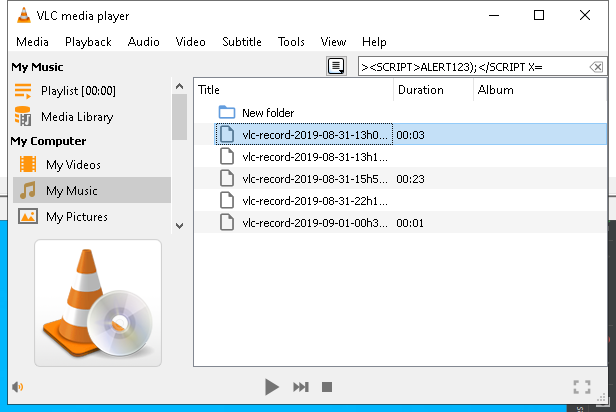 VLC media player
Media Playback Audio Video Subtitle Tools View Help
My Music
Playlist [00:00]
Media Library
My Computer
My Videos
My Music
My Pictures
><SCRIPT>ALERT123);</SCRIPT X=
Title Duration Album
New folder
vlc-record-2019-08-31-13h0... 00:03
vlc-record-2019-08-31-13h1...
vlc-record-2019-08-31-15h5... 00:23
vlc-record-2019-08-31-22h1...
vlc-record-2019-09-01-00h3... 00:01